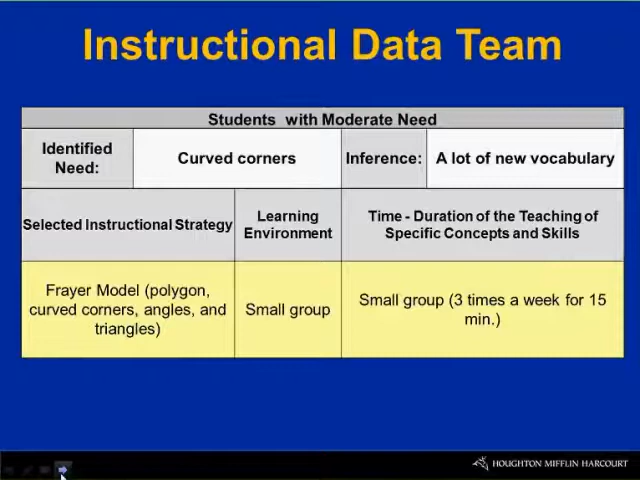 Instructional Data Team
Students with Moderate Need
Identified
Need:
Curved corners
Inference:
A lot of new vocabulary
Selected Instructional Strategy
Learning
Environment
Time - Duration of the Teaching of
Specific Concepts and Skills
Frayer Model (polygon,
curved corners, angles, and
triangles)
Small group
Small group (3 times a week for 15
min.)
HOUGHTON MIFFLIN HARCOURT